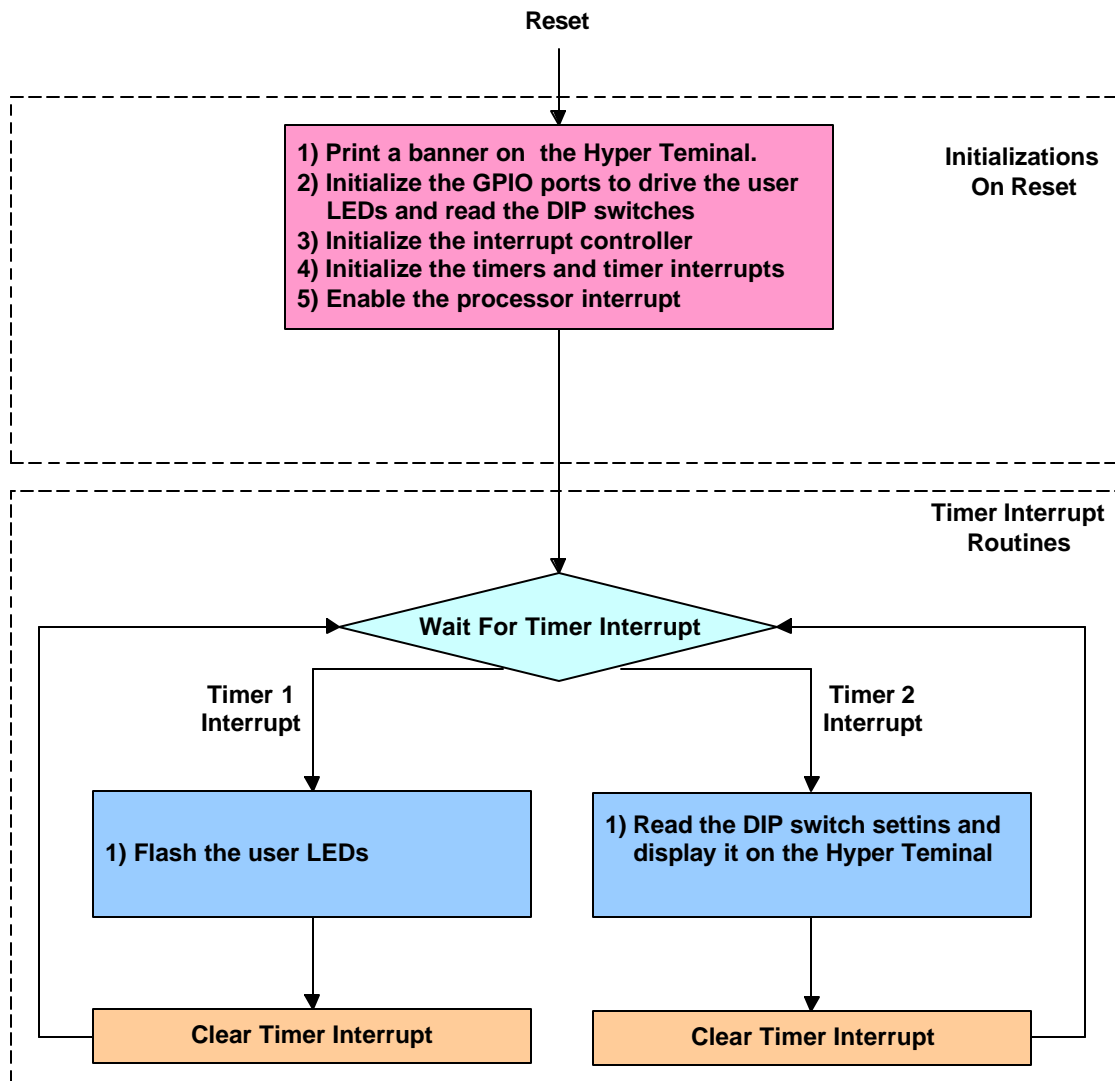 Reset
1) Print a banner on the Hyper Teminal.
2) Initialize the GPIO ports to drive the user
LEDs and read the DIP switches
3) Initialize the interrupt controller
4) Initialize the timers and timer interrupts
5) Enable the processor interrupt
Initializations
On Reset
Timer Interrupt
Routines
Wait For Timer Interrupt
Timer 1
Interrupt
Timer 2
Interrupt
1) Flash the user LEDs
1) Read the DIP switch settins and
display it on the Hyper Teminal
Clear Timer Interrupt
Clear Timer Interrupt